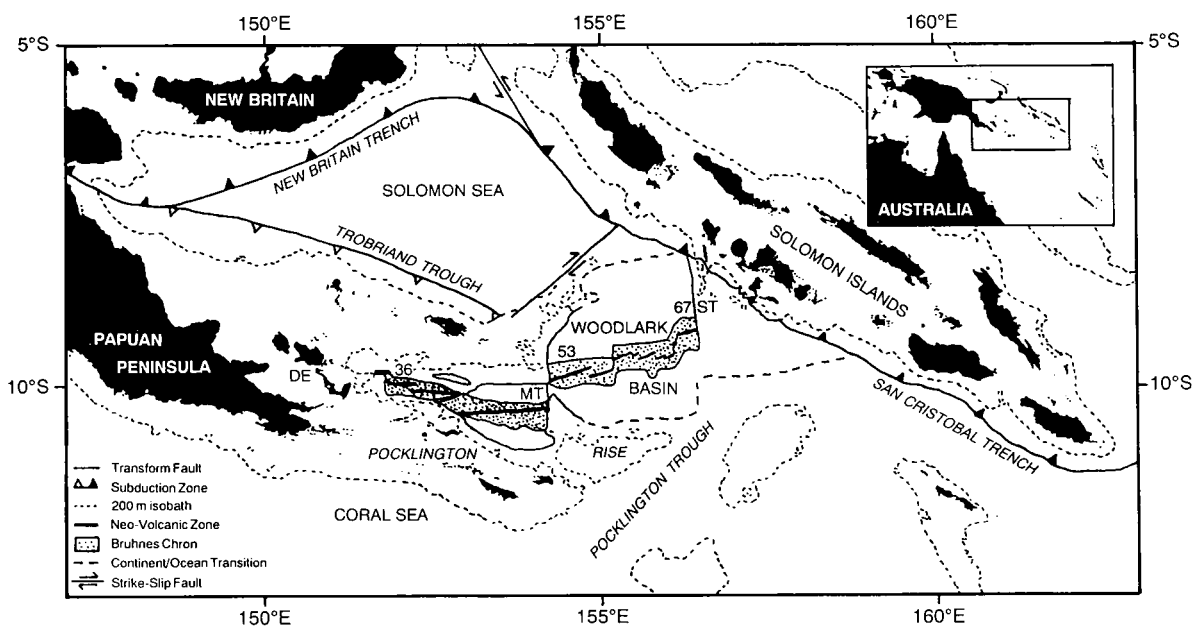 150°E
155°E
160°E
5°S
5°S
NEW BRITAIN
NEW BRITAIN TRENCH
SOLOMON SEA
AUSTRALIA
TROBRIAND TROUGH
SOLOMON ISLANDS
67 ST
WOODLARK
PAPUAN
PENINSULA
53
36
DE
10°S
MT
BASIN
10°S
SAN CRISTOBAL TRENCH
POCKLINGTON
RISE
POCKLINGTON TROUGH
CORAL SEA
Transform Fault
Subduction Zone
200 m isobath
Neo-Volcanic Zone
Bruhnes Chron
Continent/Ocean Transition
Strike-Slip Fault
150°E
155°E
160°E